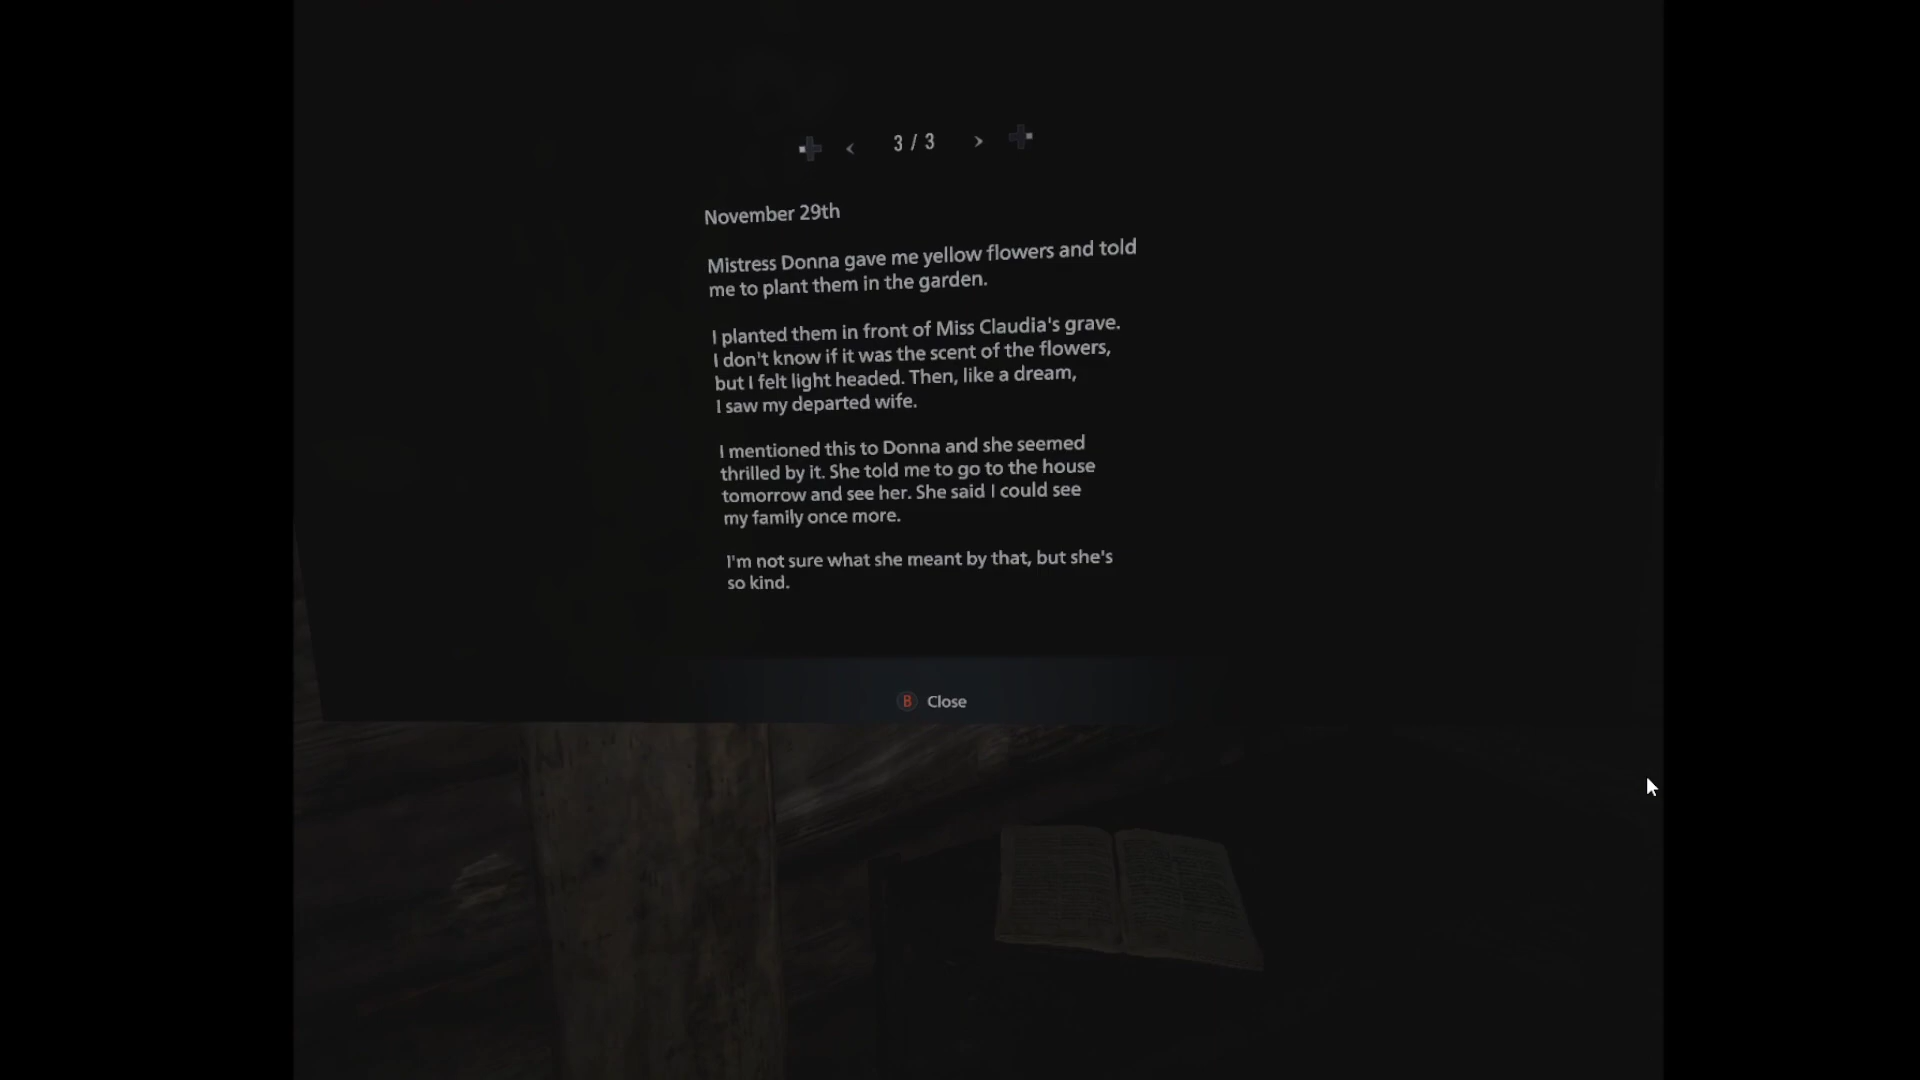 3 / 3
November 29th
Mistress Donna gave me yellow flowers and told
me to plant them in the garden.
I planted them in front of Miss Claudia's grave.
I don't know if it was the scent of the flowers,
but I felt light headed. Then, like a dream,
I saw my departed wife.
I mentioned this to Donna and she seemed
thrilled by it. She told me to go to the house
tomorrow and see her. She said I could see
my family once more.
I'm not sure what she meant by that, but she's
so kind.
B Close